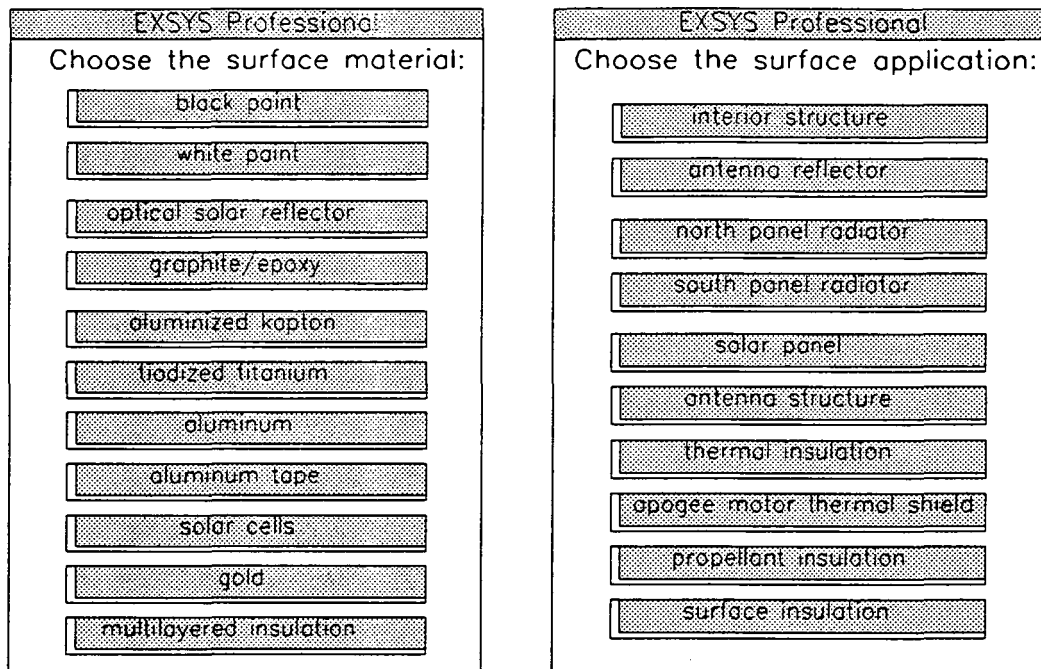 EXSYS Professional
Choose the surface material:
black paint
white paint
optical solar reflector
graphite/epoxy
aluminized kapton
tiodized titanium
aluminum
aluminum tape
solar cells
gold
multilayered insulation
EXSYS Professional
Choose the surface application:
interior structure
antenna reflector
north panel radiator
south panel radiator
solar panel
antenna structure
thermal insulation
apogee motor thermal shield
propellant insulation
surface insulation